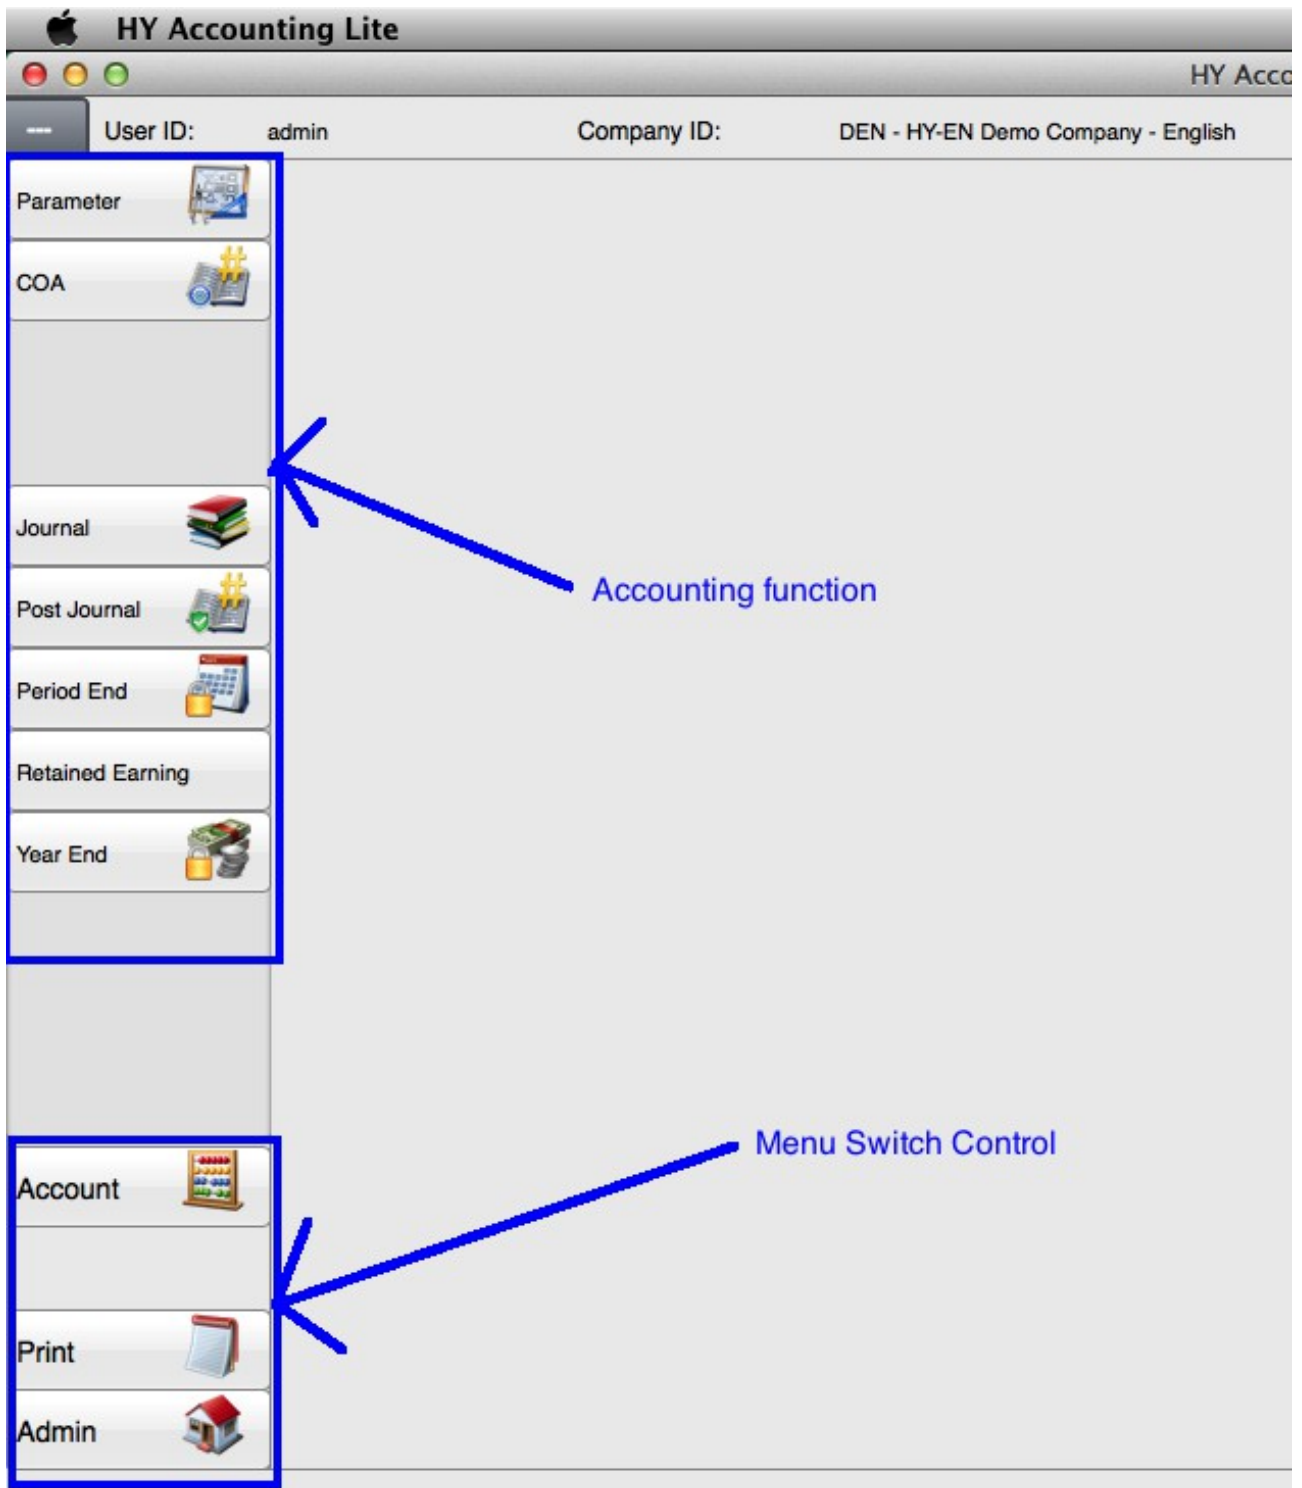 HY Accounting Lite
HY Acco
--- User ID: admin Company ID: DEN - HY-EN Demo Company - English
Parameter
COA
Journal
Accounting function
Post Journal
Period End
Retained Earning
Year End
Menu Switch Control
Account
Print
Admin